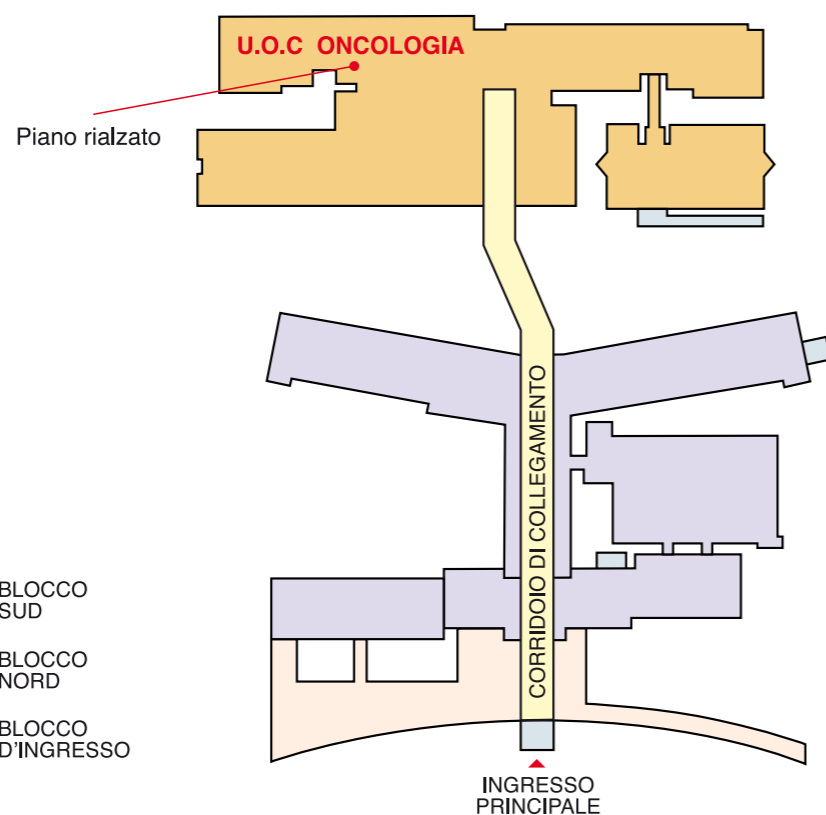 U.O.C ONCOLOGIA
Piano rialzato
CORRIDOIO DI COLLEGAMENTO
BLOCCO
SUD
BLOCCO
NORD
BLOCCO
D'INGRESSO
INGRESSO
PRINCIPALE